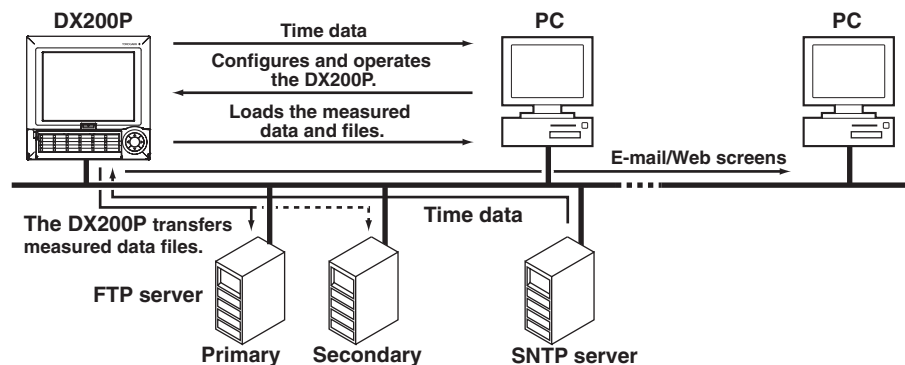 DX200P
PC
PC
Time data
Configures and operates
the DX200P.
Loads the measured
data and files.
E-mail/Web screens
The DX200P transfers
measured data files.
Time data
FTP server
Primary
Secondary
SNTP server